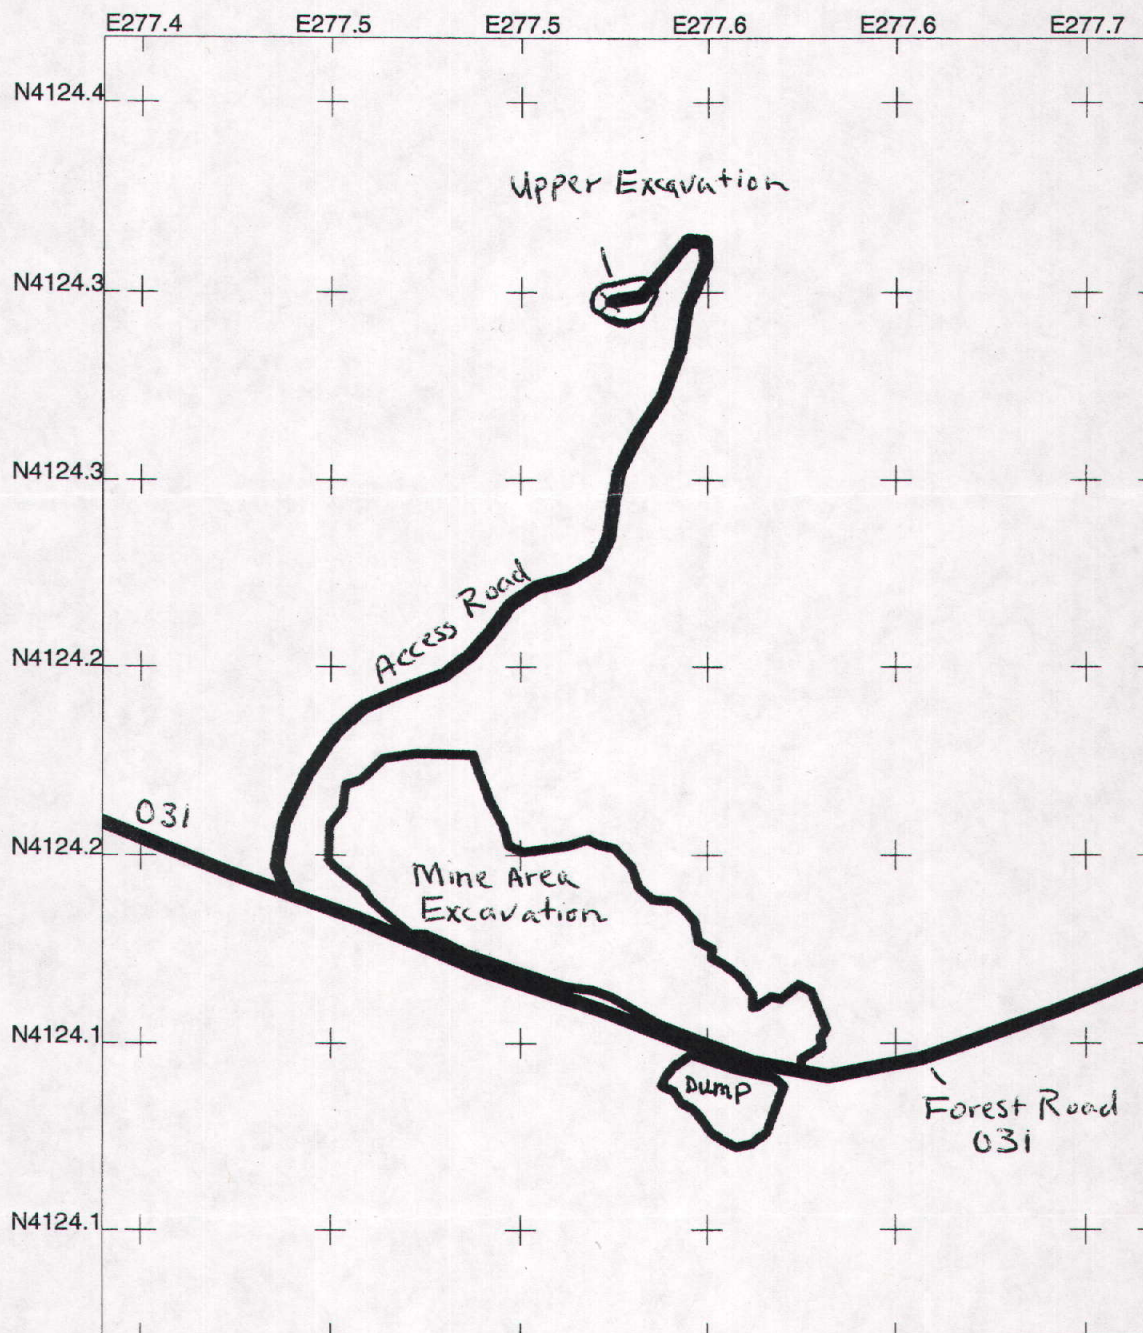 E277.4 E277.5 E277.5 E277.6 E277.6 E277.7
N4124.4
Upper Excavation
N4124.3
N4124.3
Access Road
N4124.2
031
N4124.2
Mine Area
Excavation
N4124.1
Dump
Forest Road
031
N4124.1